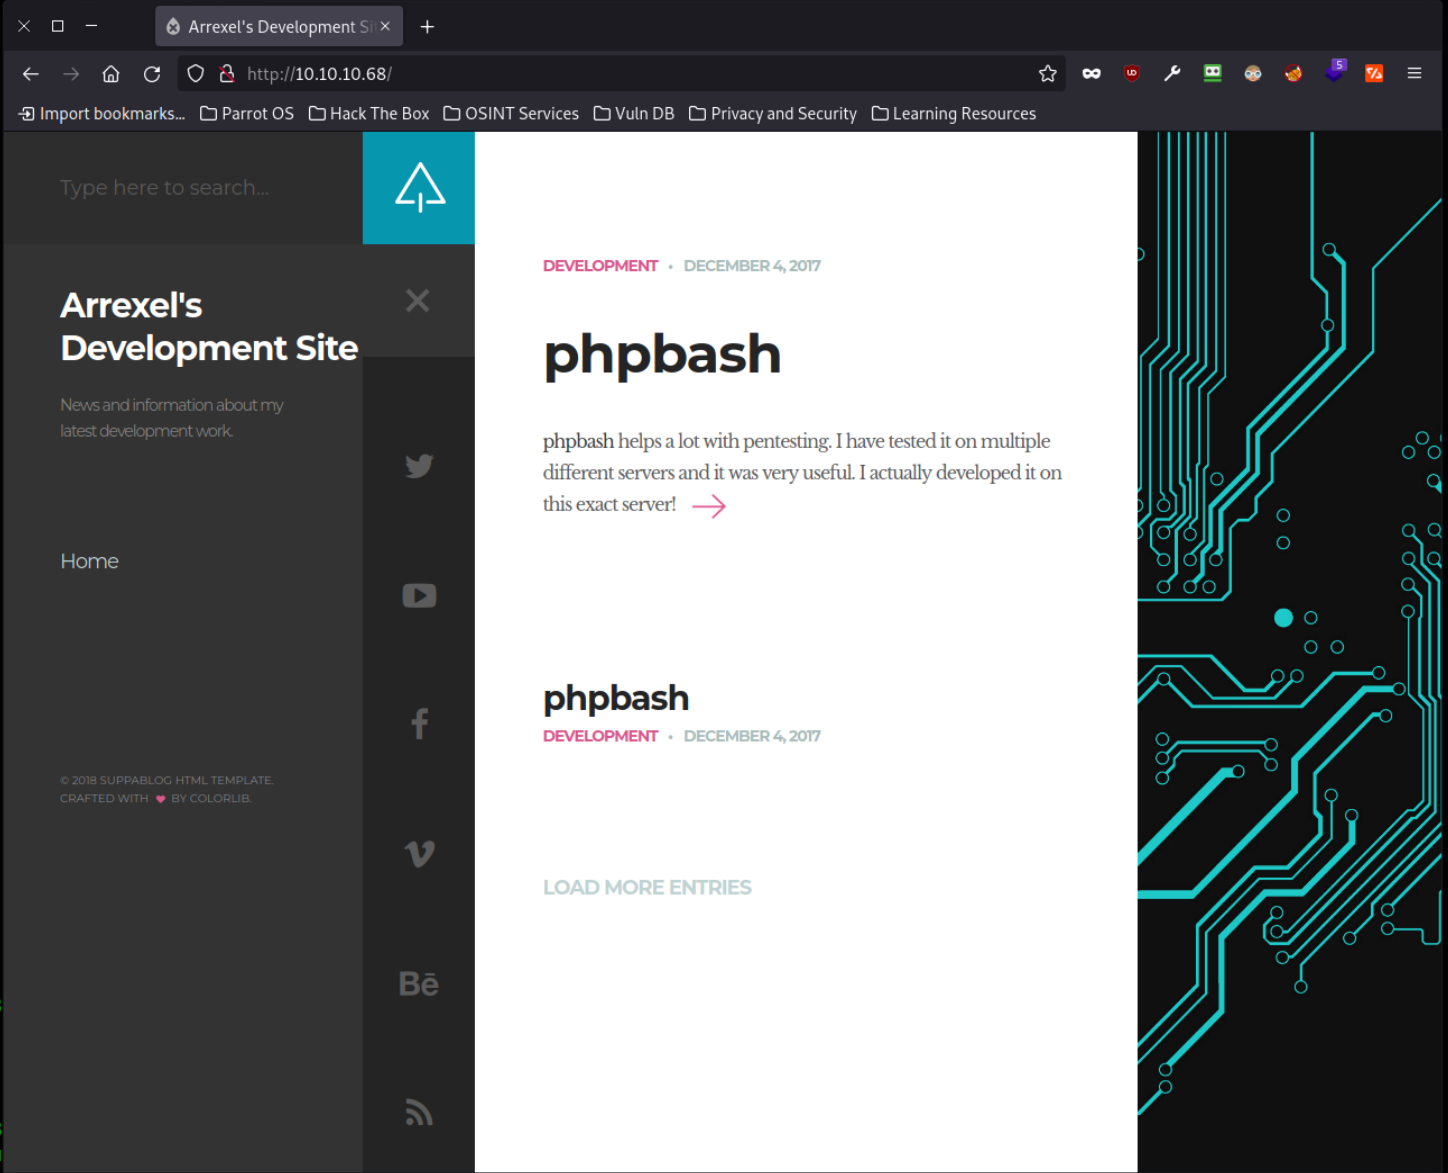 Arrexel's Development Si
http://10.10.10.68/
5
Import bookmarks...
Parrot OS
Hack The Box
OSINT Services
Vuln DB
Privacy and Security
Learning Resources
Type here to search...
Arrexel's
Development Site
News and information about my
latest development work.
Home
© 2018 SUPPABLOG HTML TEMPLATE.
CRAFTED WITH ♥ BY COLORLIB.
Bē
DEVELOPMENT • DECEMBER 4, 2017
phpbash
phpbash helps a lot with pentesting. I have tested it on multiple
different servers and it was very useful. I actually developed it on
this exact server!
phpbash
DEVELOPMENT • DECEMBER 4, 2017
LOAD MORE ENTRIES